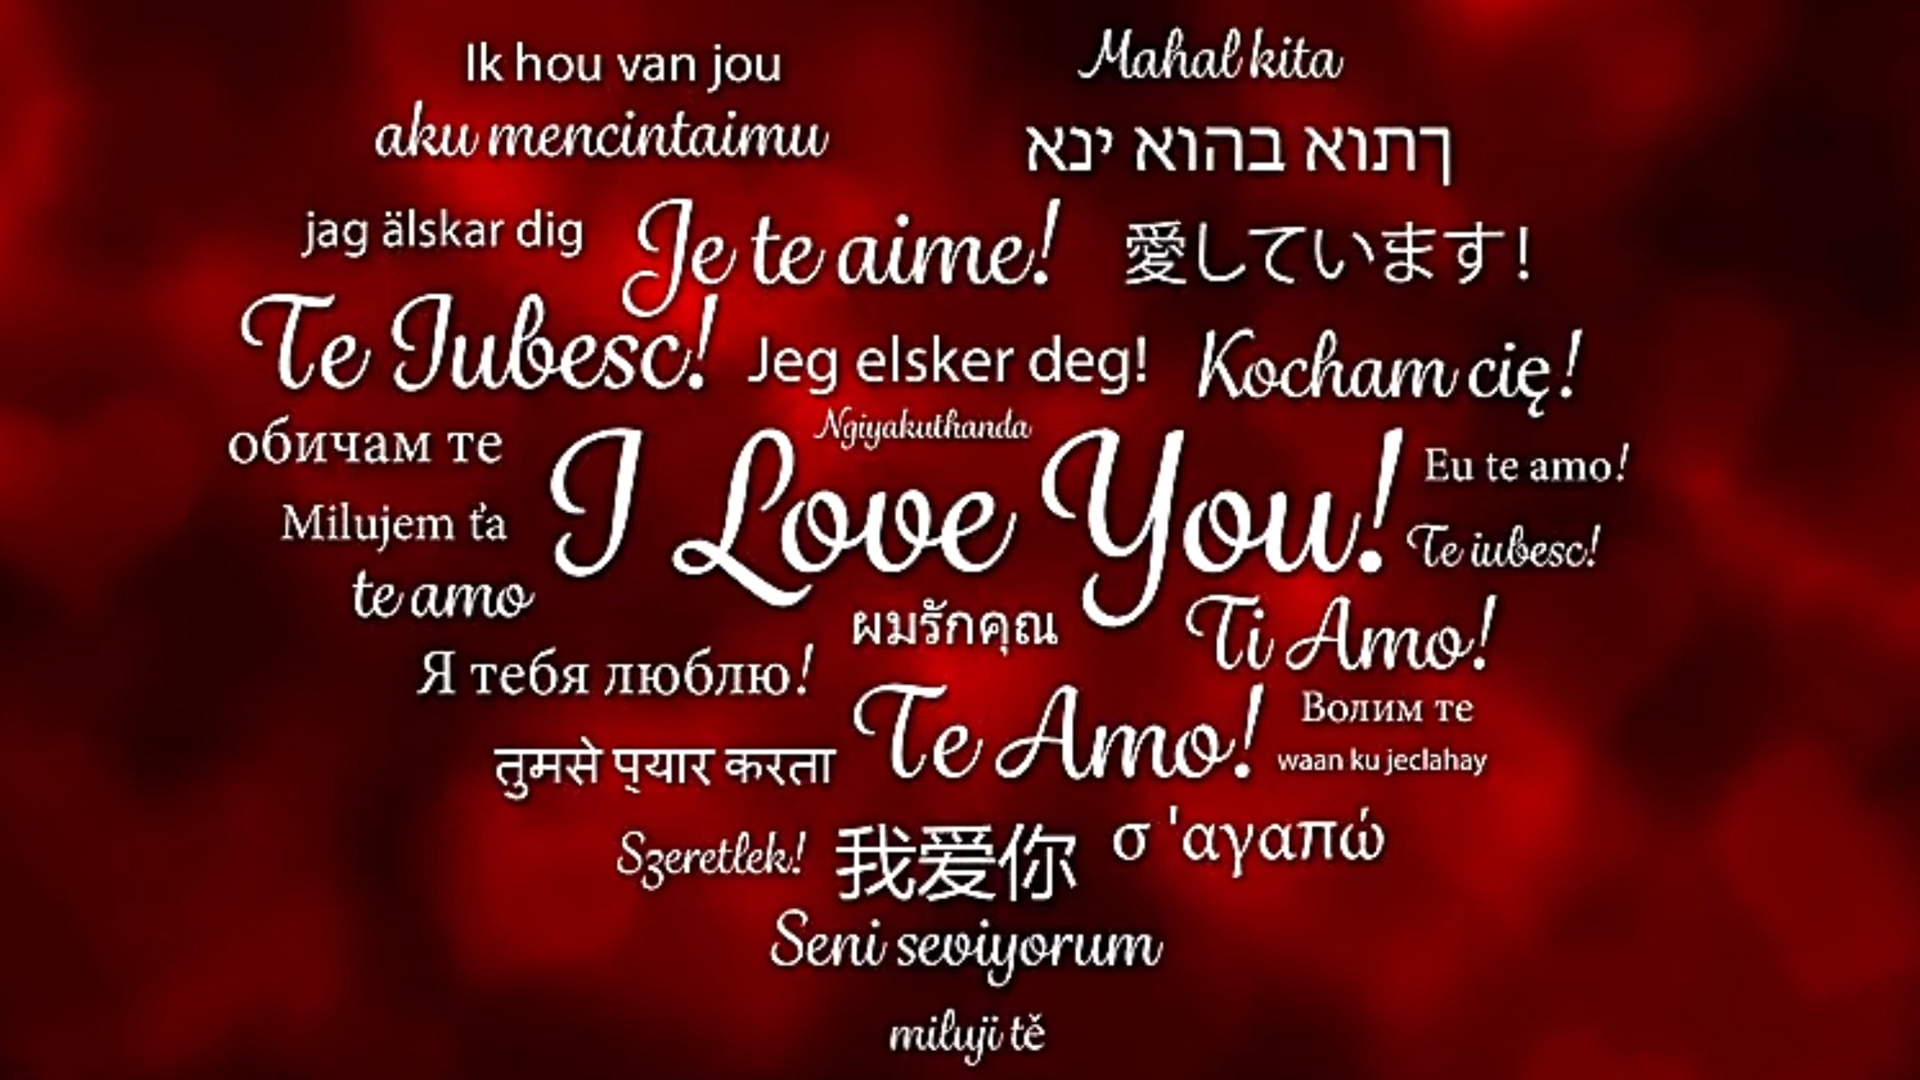 Ik hou van jou
Mahal kita
aku mencintaimu
ךתוא בהוא ינא
jag älskar dig
Je te aime!
愛しています!
Te Iubesc!
Jeg elsker deg!
Kocham cię!
Ngiyakuthanda
обичам те
I Love You!
Eu te amo!
Milujem ťa
Te iubesc!
te amo
ผมรักคุณ
Ti Amo!
Я тебя люблю!
Te Amo!
Волим те
तुमसे प्‌यार करता
waan ku jeclahay
Szeretlek!
我爱你
σ 'αγαπώ
Seni seviyorum
miluji tě